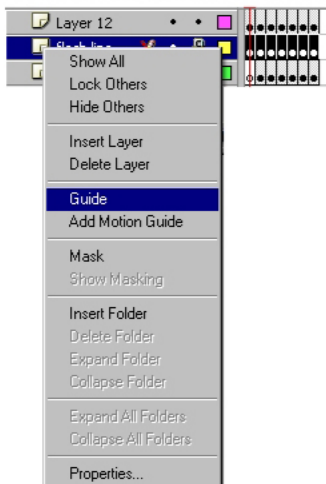 Layer 12
Show All
Lock Others
Hide Others
Insert Layer
Delete Layer
Guide
Add Motion Guide
Mask
Show Masking
Insert Folder
Delete Folder
Expand Folder
Collapse Folder
Expand All Folders
Collapse All Folders
Properties...